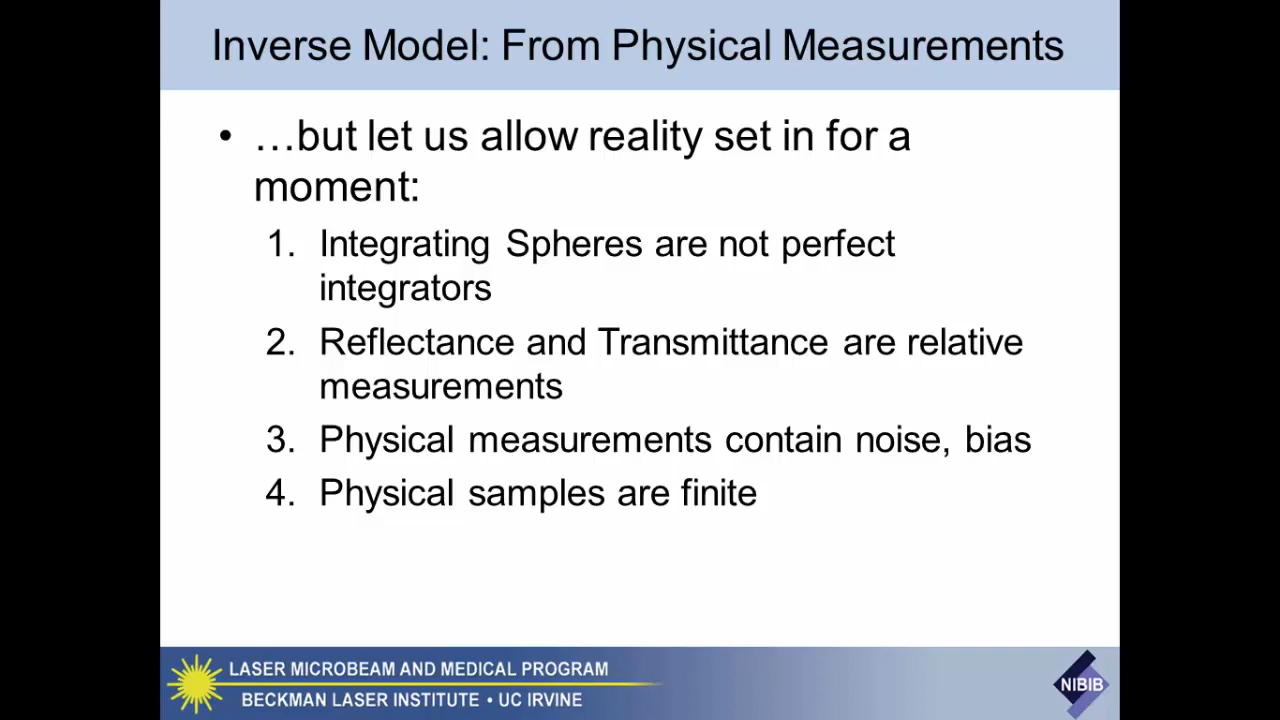 Inverse Model: From Physical Measurements
• …but let us allow reality set in for a
moment:
1. Integrating Spheres are not perfect
integrators
2. Reflectance and Transmittance are relative
measurements
3. Physical measurements contain noise, bias
4. Physical samples are finite
LASER MICROBEAM AND MEDICAL PROGRAM
BECKMAN LASER INSTITUTE • UC IRVINE
NIBIB